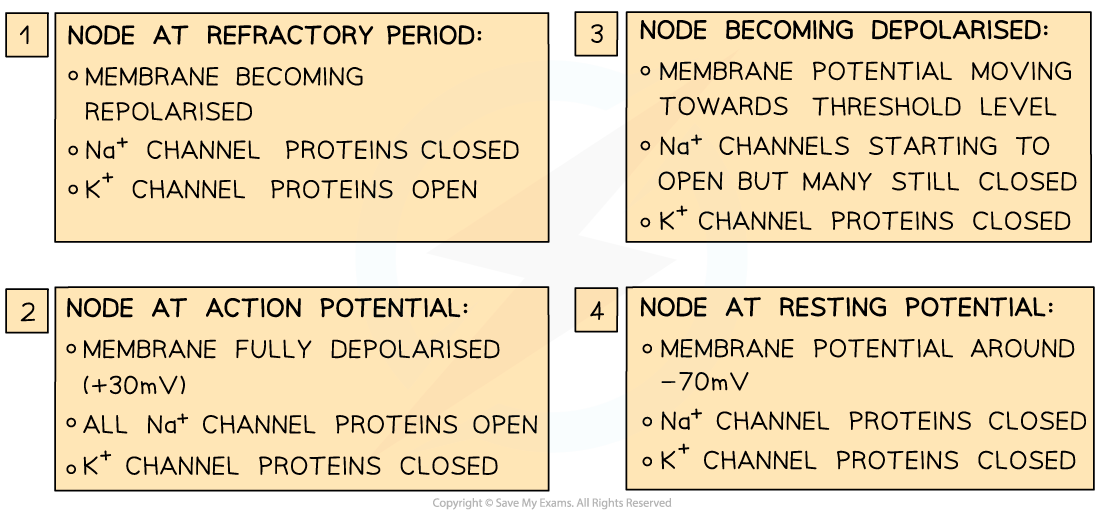 1
NODE AT REFRACTORY PERIOD:
∘ MEMBRANE BECOMING
REPOLARISED
∘ Na⁺ CHANNEL PROTEINS CLOSED
∘ K⁺ CHANNEL PROTEINS OPEN
2
NODE AT ACTION POTENTIAL:
∘ MEMBRANE FULLY DEPOLARISED
(+30mV)
∘ ALL Na⁺ CHANNEL PROTEINS OPEN
∘ K⁺ CHANNEL PROTEINS CLOSED
3
NODE BECOMING DEPOLARISED:
∘ MEMBRANE POTENTIAL MOVING
TOWARDS THRESHOLD LEVEL
∘ Na⁺ CHANNELS STARTING TO
OPEN BUT MANY STILL CLOSED
∘ K⁺ CHANNEL PROTEINS CLOSED
4
NODE AT RESTING POTENTIAL:
∘ MEMBRANE POTENTIAL AROUND
−70mV
∘ Na⁺ CHANNEL PROTEINS CLOSED
∘ K⁺ CHANNEL PROTEINS CLOSED
Copyright © Save My Exams. All Rights Reserved